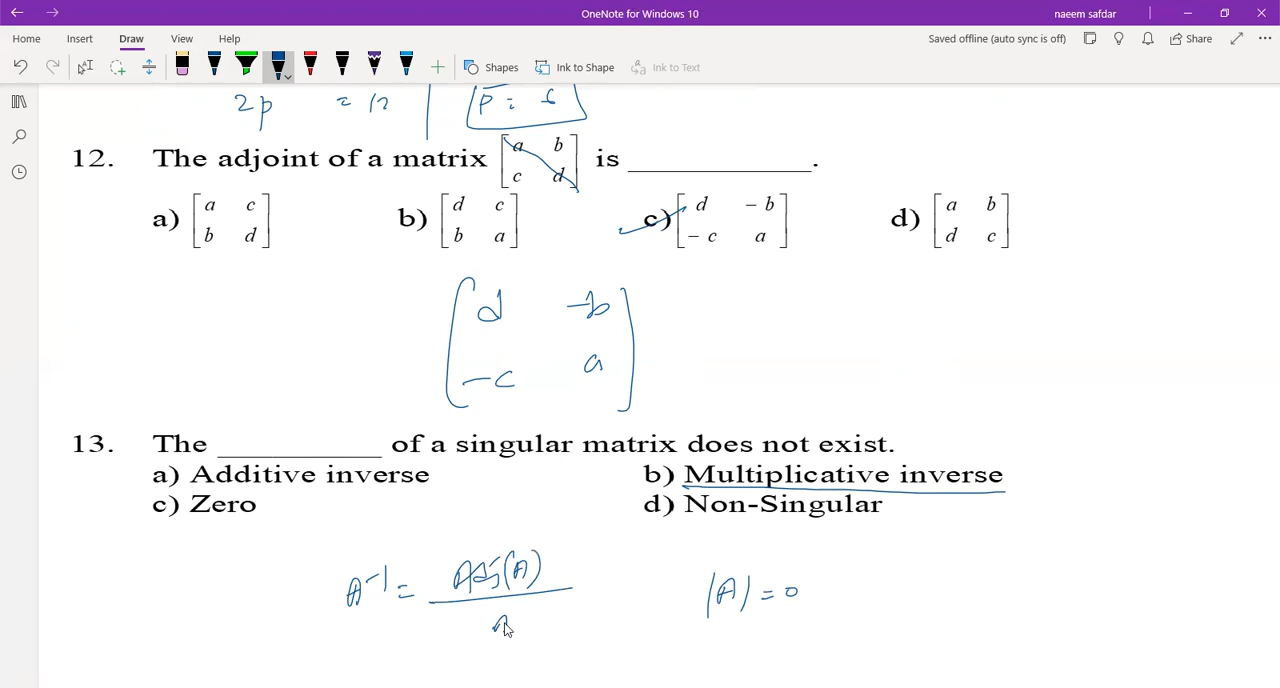 OneNote for Windows 10
naeem safdar
Home Insert Draw View Help
Saved offline (auto sync is off)
Share
Shapes
Ink to Shape
Ink to Text
2p = 12
p = 6
12. The adjoint of a matrix [a b
c d] is ____________.
a) [a c
b d]
b) [d c
b a]
c) [d -b
-c a]
d) [a b
d c]
d -b
-c a
13. The ___________ of a singular matrix does not exist.
a) Additive inverse b) Multiplicative inverse
c) Zero d) Non-Singular
A⁻¹ = Adj(A)
|A| = 0